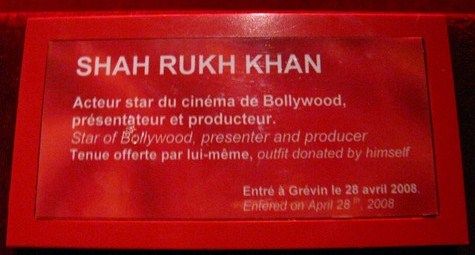 SHAH RUKH KHAN
Acteur star du cinéma de Bollywood,
présentateur et producteur.
Star of Bollywood, presenter and producer
Tenue offerte par lui-même, outfit donated by himself
Entré à Grévin le 28 avril 2008.
Entered on April 28th, 2008